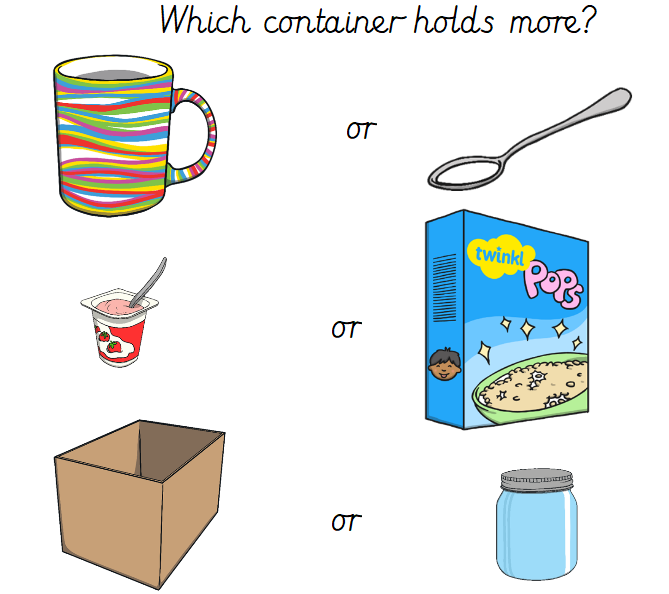 Which container holds more?
or
twinkl
Pops
or
or